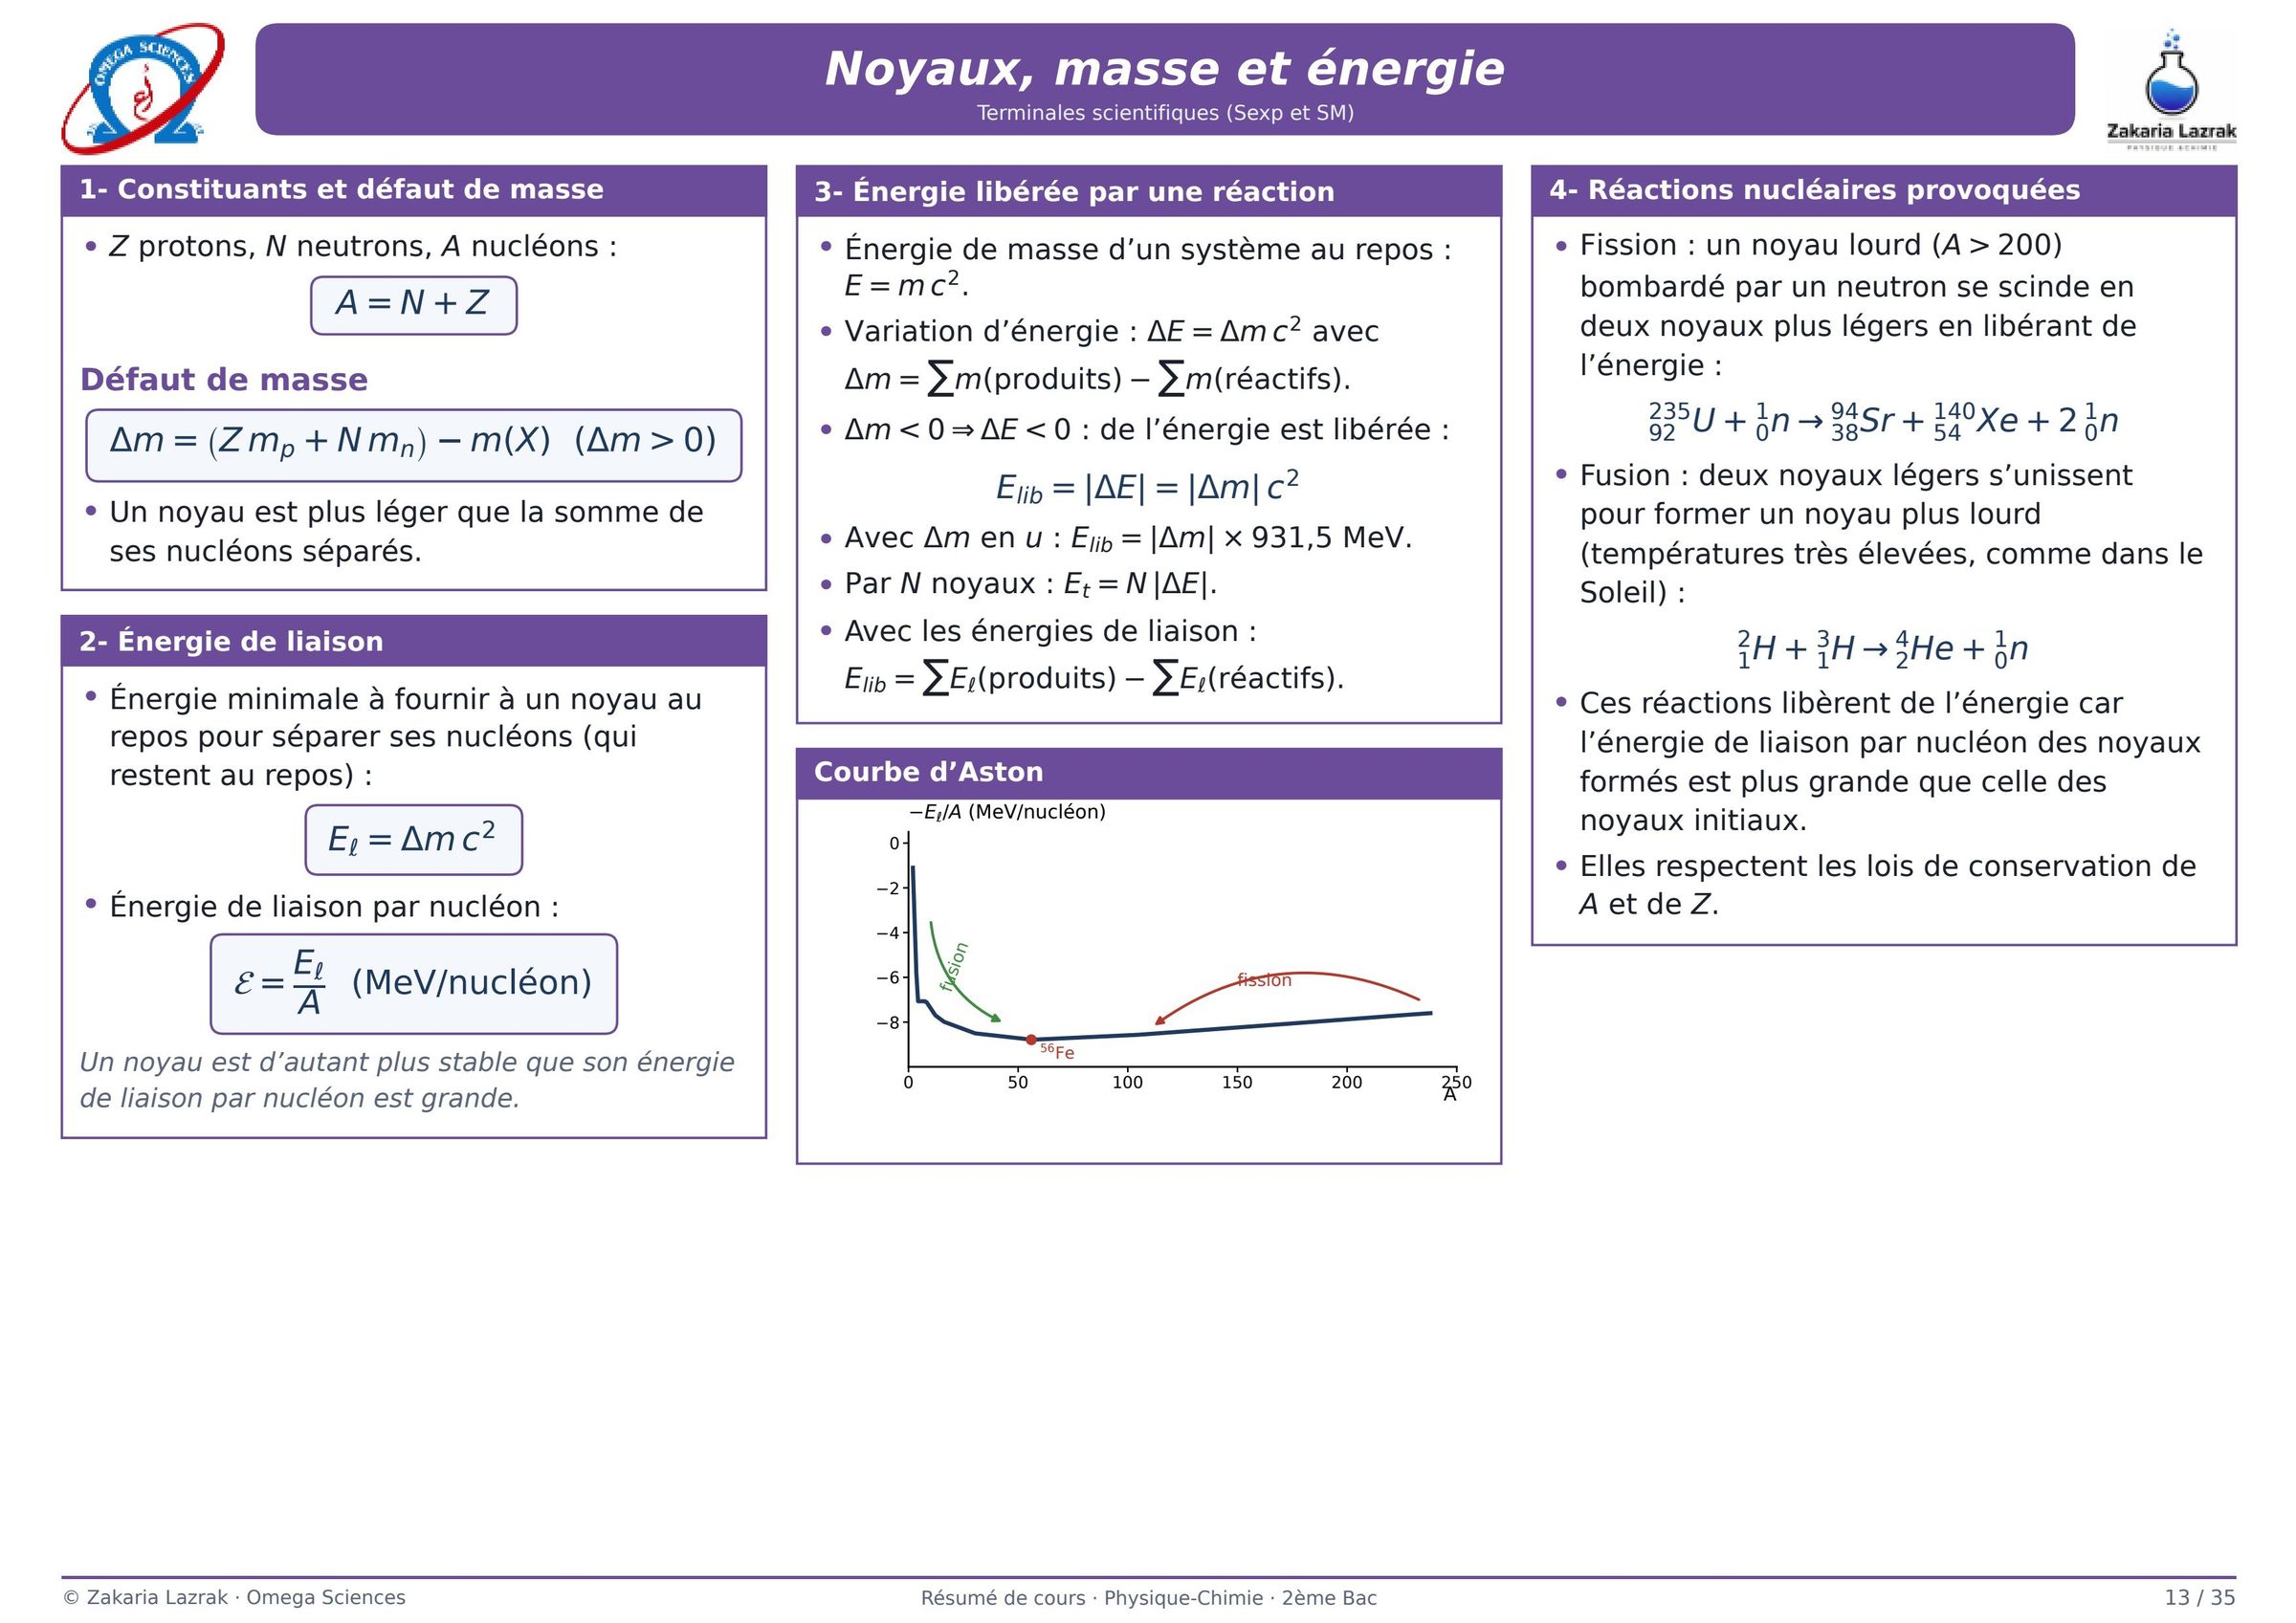 OMEGA SCIENCES
Noyaux, masse et énergie
Terminales scientifiques (Sexp et SM)
Zakaria Lazrak
1- Constituants et défaut de masse
• Z protons, N neutrons, A nucléons :
A = N + Z
Défaut de masse
Δm = (Z m_p + N m_n) − m(X) (Δm > 0)
• Un noyau est plus léger que la somme de
ses nucléons séparés.
2- Énergie de liaison
• Énergie minimale à fournir à un noyau au
repos pour séparer ses nucléons (qui
restent au repos) :
E_ℓ = Δm c²
• Énergie de liaison par nucléon :
ℰ = E_ℓ / A (MeV/nucléon)
Un noyau est d’autant plus stable que son énergie
de liaison par nucléon est grande.
3- Énergie libérée par une réaction
• Énergie de masse d’un système au repos :
E = m c².
• Variation d’énergie : ΔE = Δm c² avec
Δm = ∑m(produits) − ∑m(réactifs).
• Δm < 0 ⇒ ΔE < 0 : de l’énergie est libérée :
E_lib = |ΔE| = |Δm| c²
• Avec Δm en u : E_lib = |Δm| × 931,5 MeV.
• Par N noyaux : E_t = N |ΔE|.
• Avec les énergies de liaison :
E_lib = ∑E_ℓ(produits) − ∑E_ℓ(réactifs).
Courbe d’Aston
−E_ℓ/A (MeV/nucléon)
0
−2
−4
−6
−8
fusion
fission
⁵⁶Fe
0 50 100 150 200 250
A
4- Réactions nucléaires provoquées
• Fission : un noyau lourd (A > 200)
bombardé par un neutron se scinde en
deux noyaux plus légers en libérant de
l’énergie :
²³⁵₉₂U + ¹₀n → ⁹⁴₃₈Sr + ¹⁴⁰₅₄Xe + 2 ¹₀n
• Fusion : deux noyaux légers s’unissent
pour former un noyau plus lourd
(températures très élevées, comme dans le
Soleil) :
²₁H + ³₁H → ⁴₂He + ¹₀n
• Ces réactions libèrent de l’énergie car
l’énergie de liaison par nucléon des noyaux
formés est plus grande que celle des
noyaux initiaux.
• Elles respectent les lois de conservation de
A et de Z.
© Zakaria Lazrak · Omega Sciences
Résumé de cours · Physique-Chimie · 2ème Bac
13 / 35